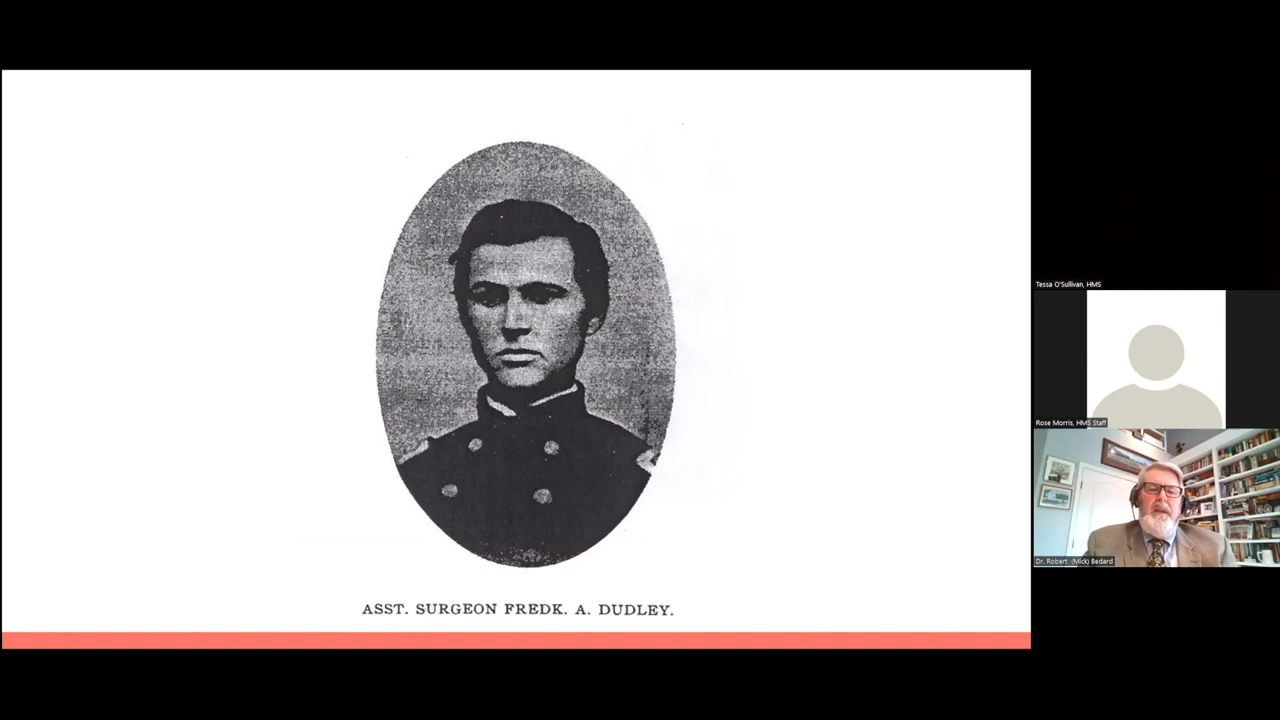 ASST. SURGEON FREDK. A. DUDLEY.
Tessa O'Sullivan, HMS
Rose Morris, HMS Staff
Dr. Robert (Mick) Bedard